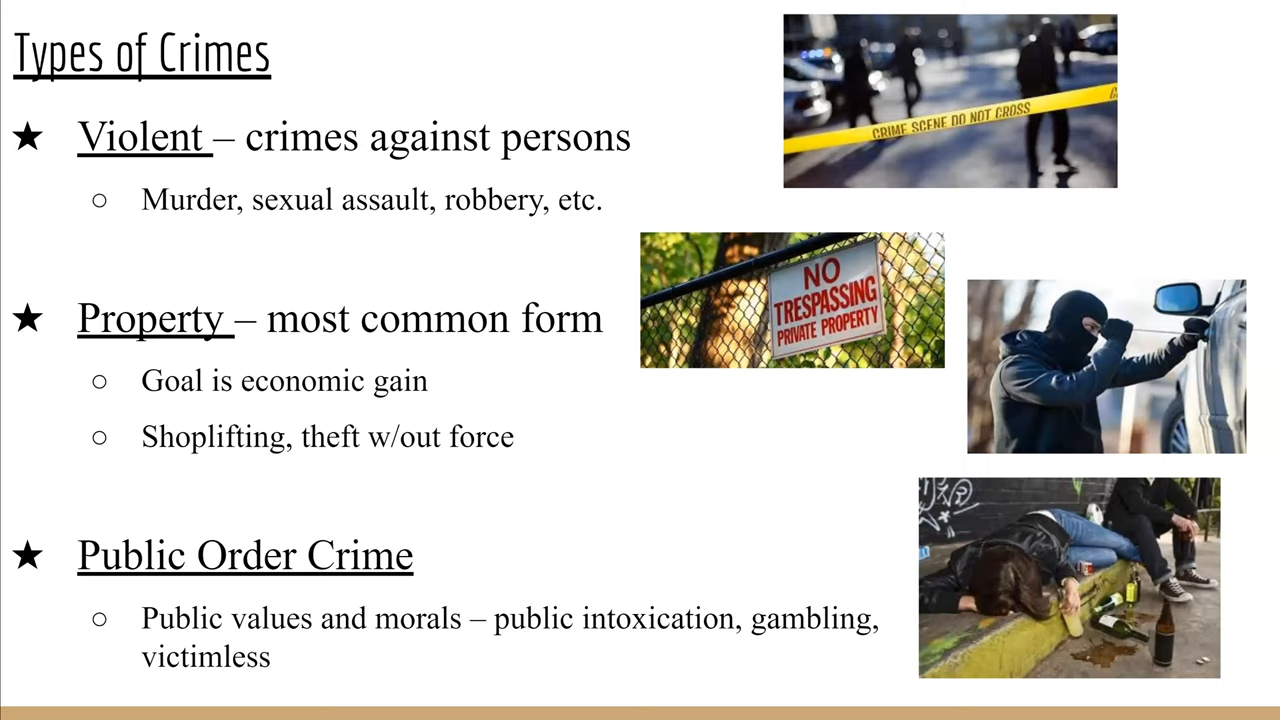 Types of Crimes
★ Violent – crimes against persons
○ Murder, sexual assault, robbery, etc.
★ Property – most common form
○ Goal is economic gain
○ Shoplifting, theft w/out force
★ Public Order Crime
○ Public values and morals – public intoxication, gambling,
victimless
CRIME SCENE DO NOT CROSS
NO
TRESPASSING
PRIVATE PROPERTY